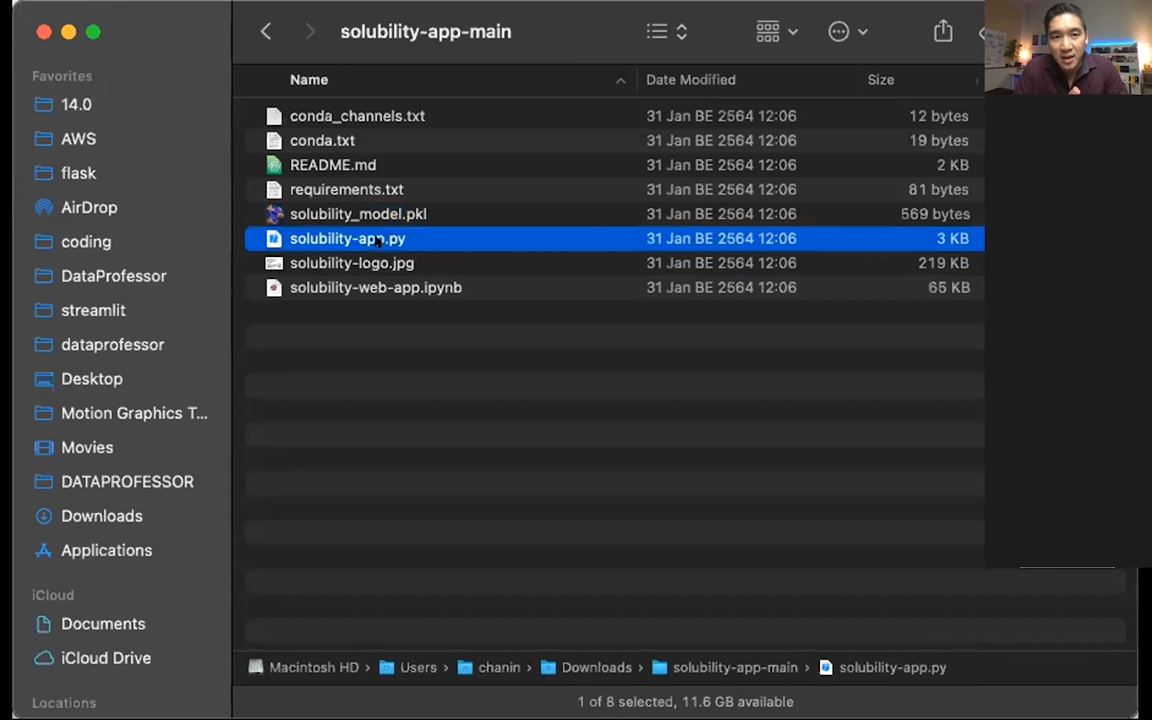 solubility-app-main
Favorites
14.0
AWS
flask
AirDrop
coding
DataProfessor
streamlit
dataprofessor
Desktop
Motion Graphics T...
Movies
DATAPROFESSOR
Downloads
Applications
iCloud
Documents
iCloud Drive
Locations
Name Date Modified Size
conda_channels.txt 31 Jan BE 2564 12:06 12 bytes
conda.txt 31 Jan BE 2564 12:06 19 bytes
README.md 31 Jan BE 2564 12:06 2 KB
requirements.txt 31 Jan BE 2564 12:06 81 bytes
solubility_model.pkl 31 Jan BE 2564 12:06 569 bytes
solubility-app.py 31 Jan BE 2564 12:06 3 KB
solubility-logo.jpg 31 Jan BE 2564 12:06 219 KB
solubility-web-app.ipynb 31 Jan BE 2564 12:06 65 KB
Macintosh HD › Users › chanin › Downloads › solubility-app-main › solubility-app.py
1 of 8 selected, 11.6 GB available